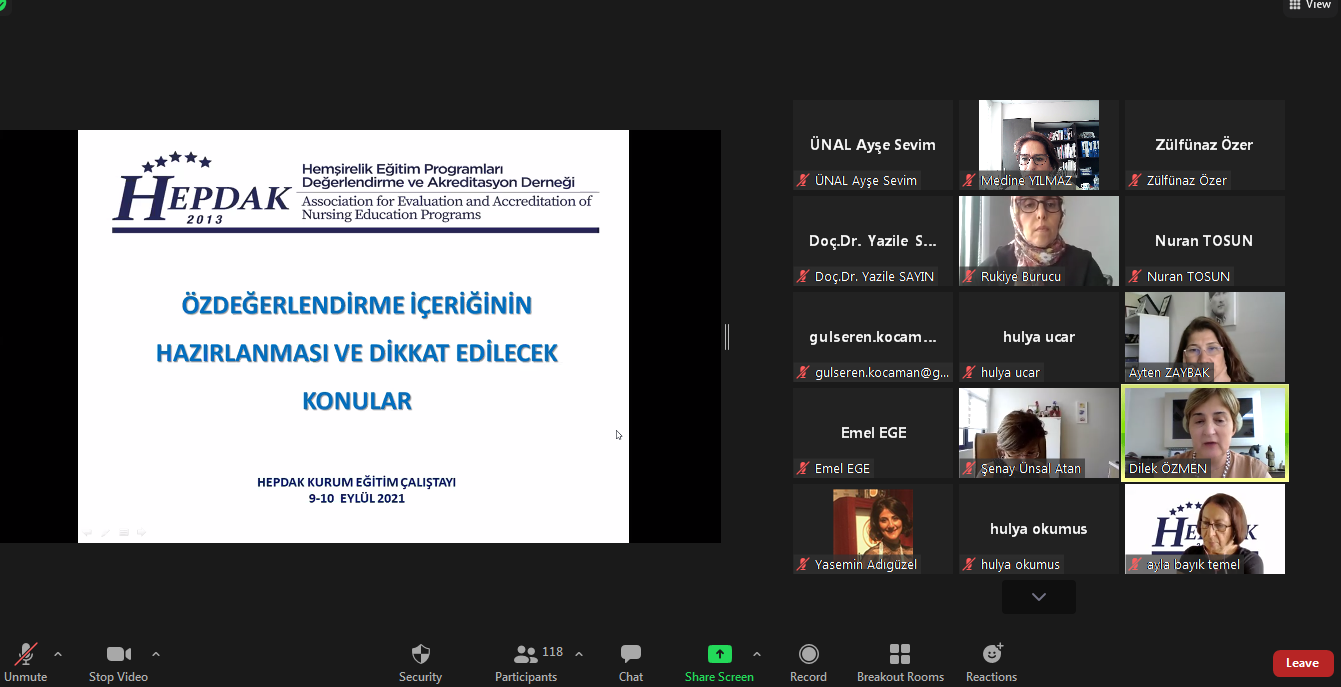 View
HEPDAK
2013
Hemşirelik Eğitim Programları
Değerlendirme ve Akreditasyon Derneği
Association for Evaluation and Accreditation of
Nursing Education Programs
ÖZDEĞERLENDİRME İÇERİĞİNİN
HAZIRLANMASI VE DİKKAT EDİLECEK
KONULAR
HEPDAK KURUM EĞİTİM ÇALIŞTAYI
9-10 EYLÜL 2021
ÜNAL Ayşe Sevim
ÜNAL Ayşe Sevim
Medine YILMAZ
Zülfünaz Özer
Zülfünaz Özer
Doç.Dr. Yazile S...
Doç.Dr. Yazile SAYIN
Rukiye Burucu
Nuran TOSUN
Nuran TOSUN
gulseren.kocam...
gulseren.kocaman@g...
hulya ucar
hulya ucar
Ayten ZAYBAK
Emel EGE
Emel EGE
Şenay Ünsal Atan
Dilek ÖZMEN
Yasemin Adıgüzel
hulya okumus
hulya okumus
ayla bayık temel
Unmute
Stop Video
Security
Participants
118
Chat
Share Screen
Record
Breakout Rooms
Reactions
Leave